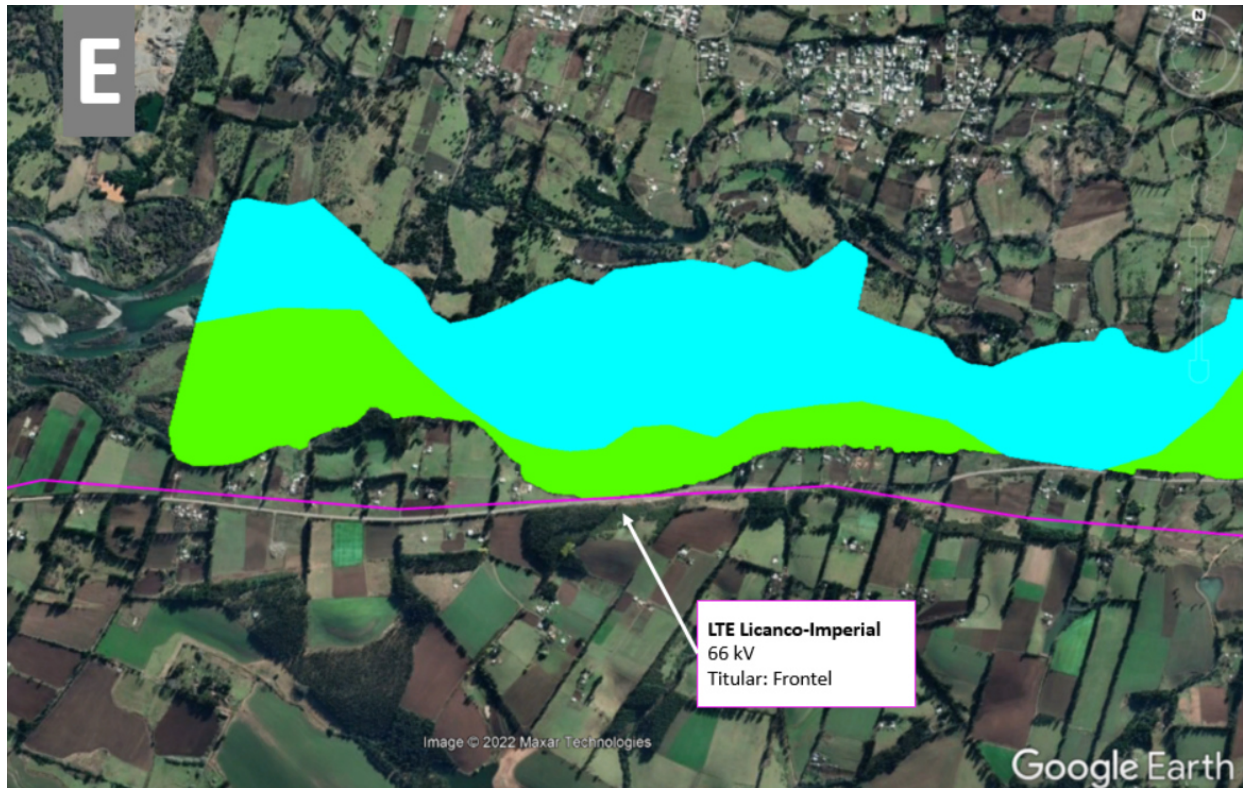 E
N
LTE Licanco-Imperial
66 kV
Titular: Frontel
Image © 2022 Maxar Technologies
Google Earth